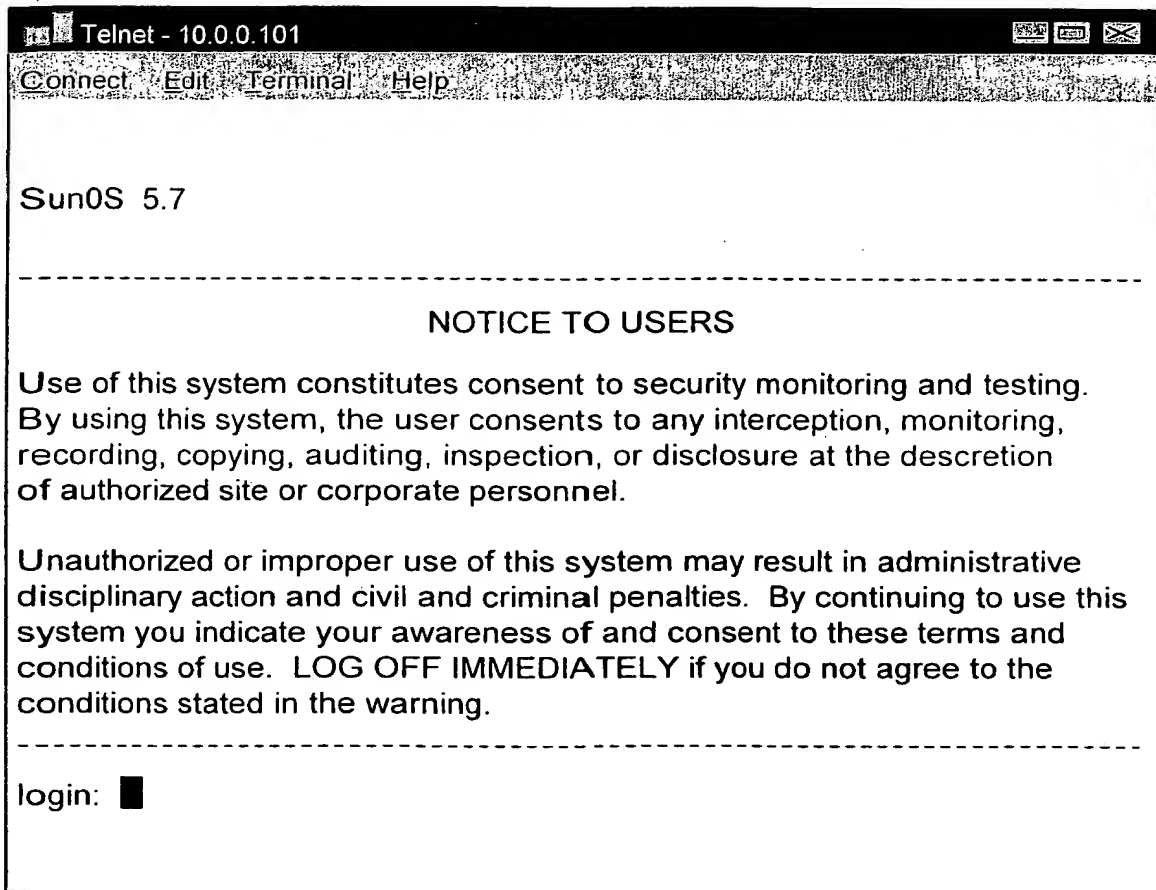 Telnet - 10.0.0.101
Connect Edit Terminal Help
Sun0S 5.7
NOTICE TO USERS
Use of this system constitutes consent to security monitoring and testing.
By using this system, the user consents to any interception, monitoring,
recording, copying, auditing, inspection, or disclosure at the descretion
of authorized site or corporate personnel.
Unauthorized or improper use of this system may result in administrative
disciplinary action and civil and criminal penalties. By continuing to use this
system you indicate your awareness of and consent to these terms and
conditions of use. LOG OFF IMMEDIATELY if you do not agree to the
conditions stated in the warning.
login: